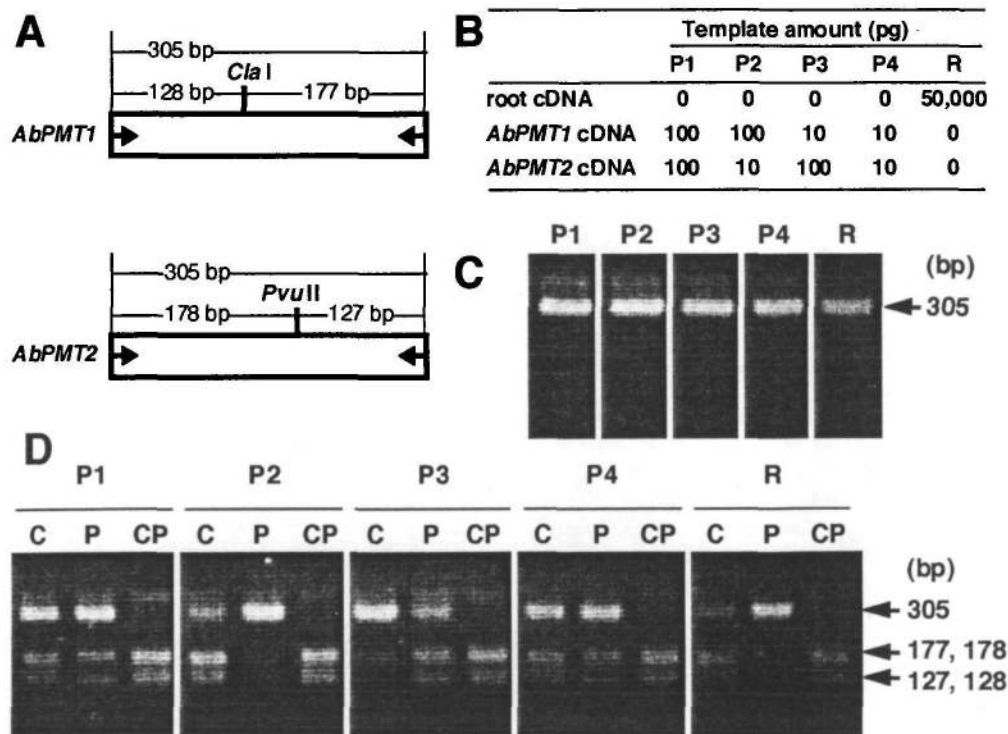 A
305 bp
Cla I
128 bp 177 bp
AbPMT1
305 bp
Pvu II
178 bp 127 bp
AbPMT2
B
Template amount (pg)
P1 P2 P3 P4 R
root cDNA 0 0 0 0 50,000
AbPMT1 cDNA 100 100 10 10 0
AbPMT2 cDNA 100 10 100 10 0
C
P1 P2 P3 P4 R
(bp)
305
D
P1 P2 P3 P4 R
C P CP C P CP C P CP C P CP C P CP
(bp)
305
177, 178
127, 128